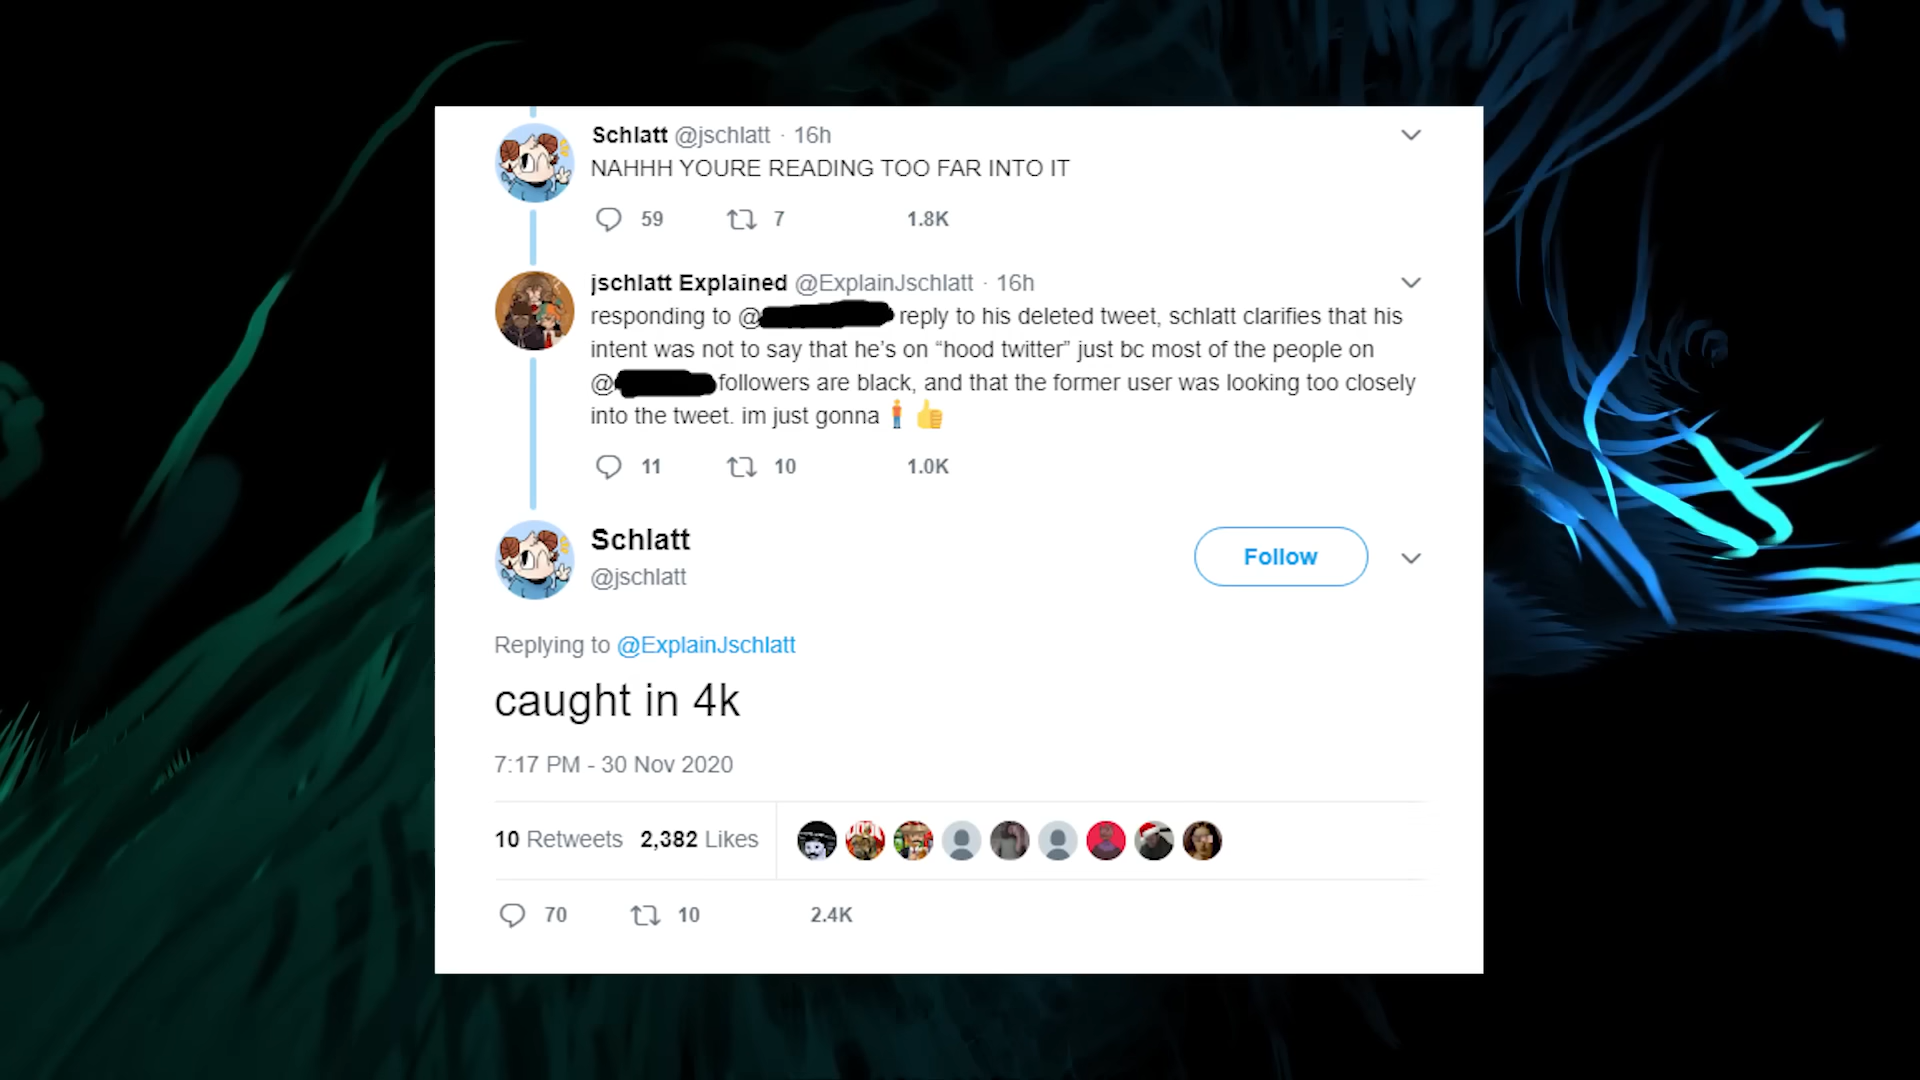 Schlatt @jschlatt · 16h
NAHHH YOURE READING TOO FAR INTO IT
59 7 1.8K
jschlatt Explained @ExplainJschlatt · 16h
responding to @ reply to his deleted tweet, schlatt clarifies that his
intent was not to say that he's on “hood twitter” just bc most of the people on
@ followers are black, and that the former user was looking too closely
into the tweet. im just gonna 🧍 👍
11 10 1.0K
Schlatt
@jschlatt
Follow
Replying to @ExplainJschlatt
caught in 4k
7:17 PM - 30 Nov 2020
10 Retweets 2,382 Likes
70 10 2.4K